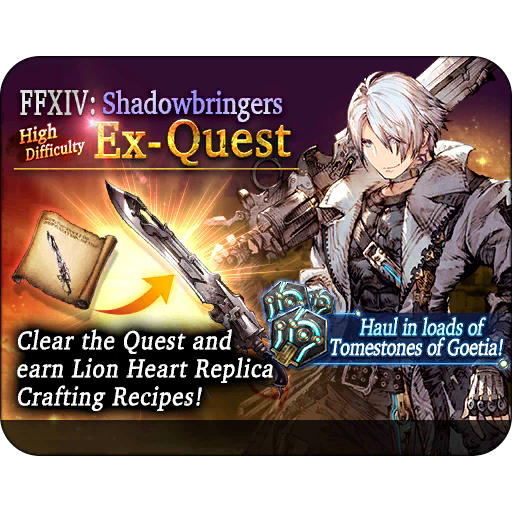 FFXIV: Shadowbringers
High
Difficulty
Ex-Quest
Clear the Quest and
earn Lion Heart Replica
Crafting Recipes!
Haul in loads of
Tomestones of Goetia!